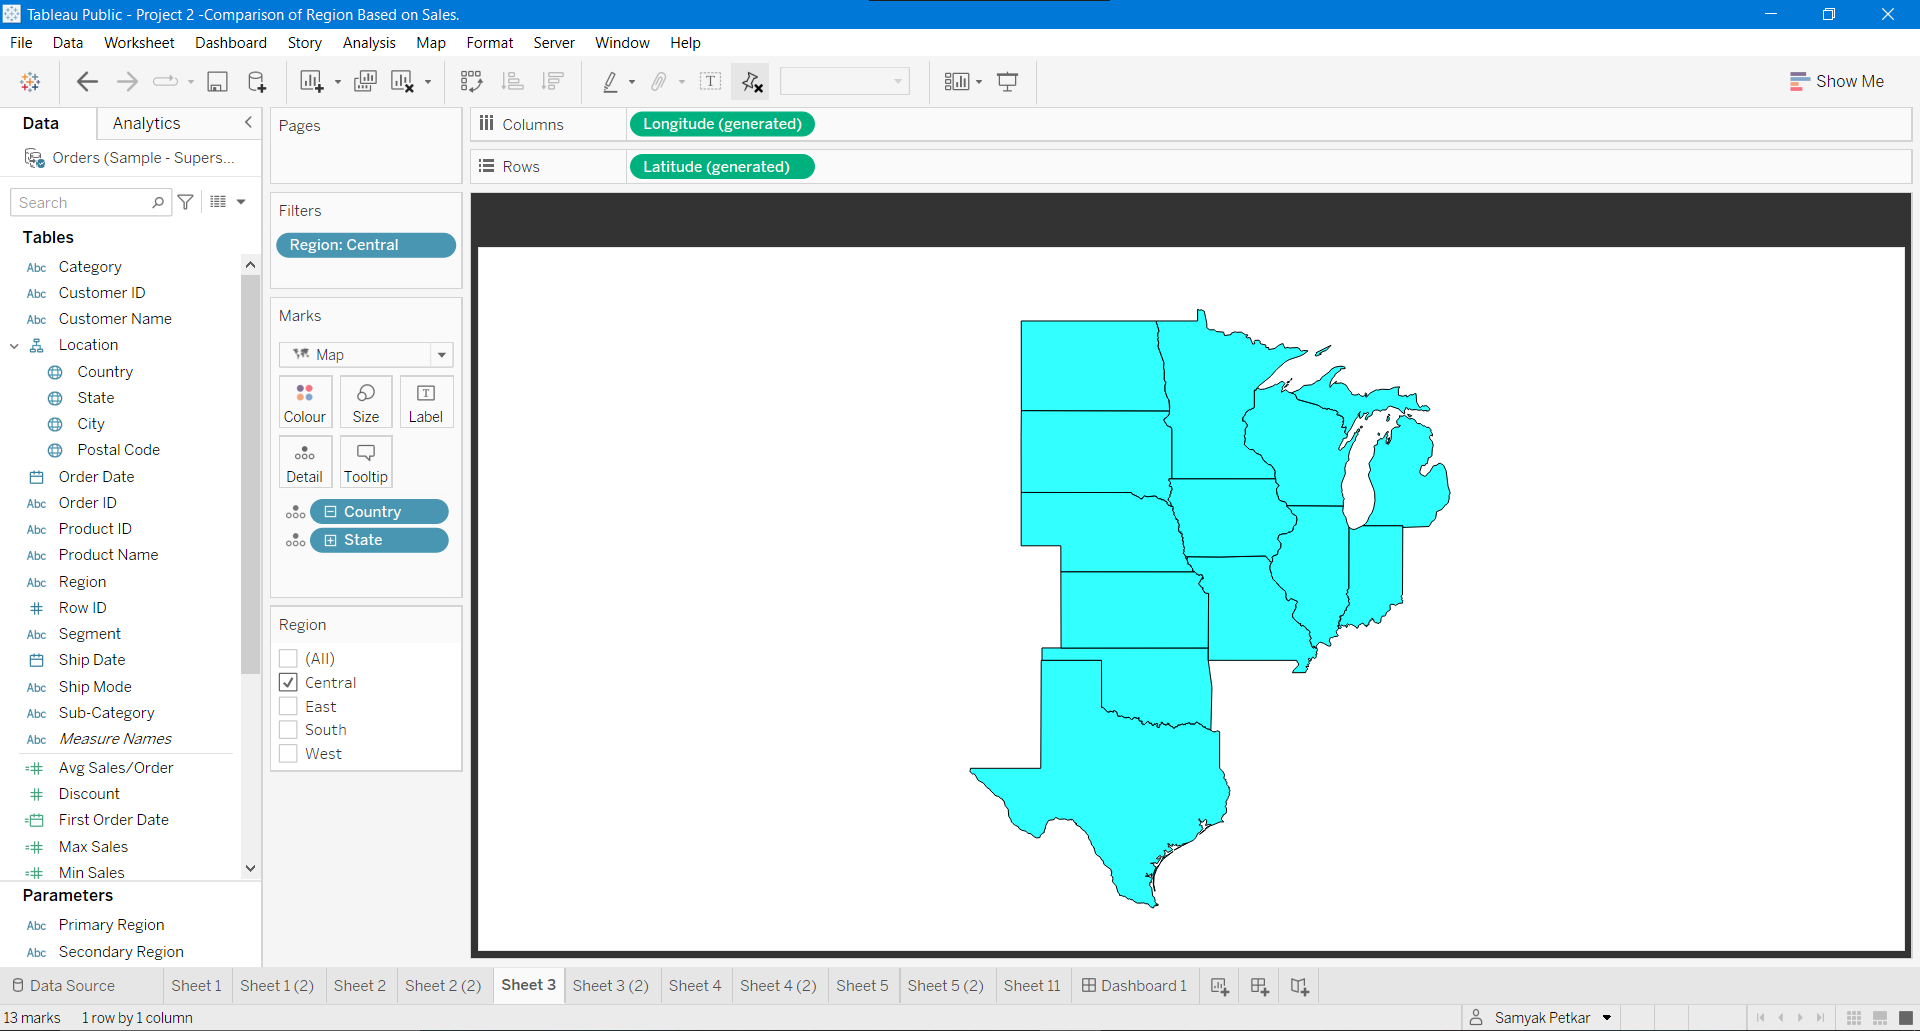 Tableau Public - Project 2 -Comparison of Region Based on Sales.
File Data Worksheet Dashboard Story Analysis Map Format Server Window Help
Show Me
Data Analytics
Orders (Sample - Supers...
Search
Tables
Abc Category
Abc Customer ID
Abc Customer Name
Location
Country
State
City
Postal Code
Order Date
Abc Order ID
Abc Product ID
Abc Product Name
Abc Region
# Row ID
Abc Segment
Ship Date
Abc Ship Mode
Abc Sub-Category
Abc Measure Names
=# Avg Sales/Order
# Discount
First Order Date
=# Max Sales
=# Min Sales
Parameters
Abc Primary Region
Abc Secondary Region
Pages
Filters
Region: Central
Marks
Map
Colour Size Label
Detail Tooltip
Country
State
Region
(All)
Central
East
South
West
Columns Longitude (generated)
Rows Latitude (generated)
Data Source Sheet 1 Sheet 1 (2) Sheet 2 Sheet 2 (2) Sheet 3 Sheet 3 (2) Sheet 4 Sheet 4 (2) Sheet 5 Sheet 5 (2) Sheet 11 Dashboard 1
13 marks 1 row by 1 column Samyak Petkar